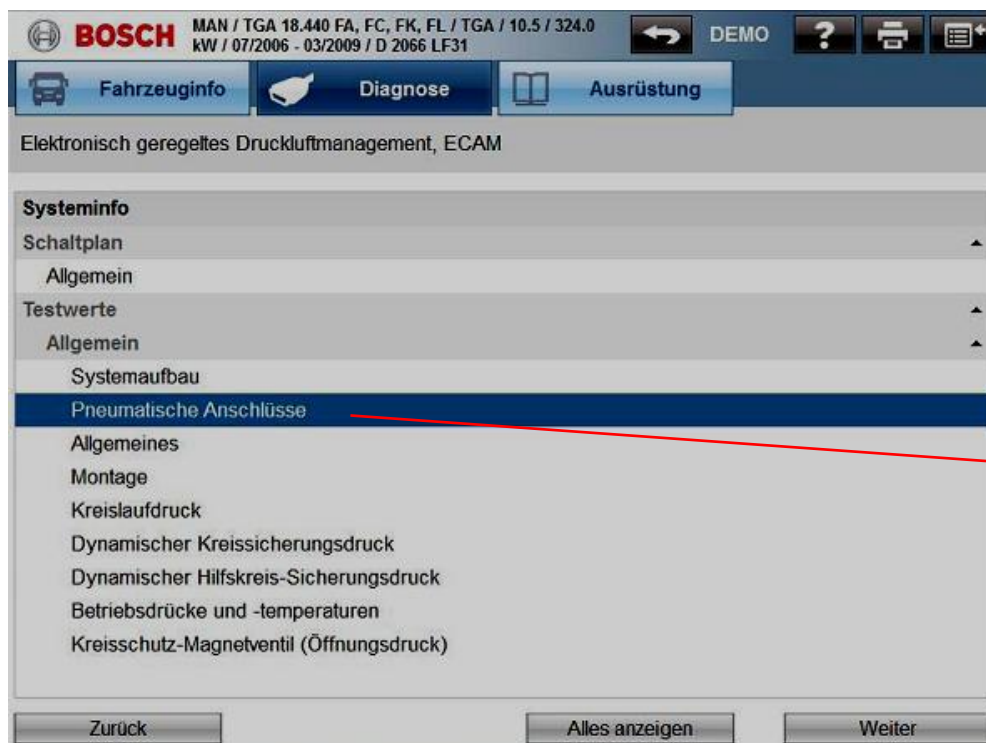 BOSCH
MAN / TGA 18.440 FA, FC, FK, FL / TGA / 10.5 / 324.0
kW / 07/2006 - 03/2009 / D 2066 LF31
DEMO
?
Fahrzeuginfo
Diagnose
Ausrüstung
Elektronisch geregeltes Druckluftmanagement, ECAM
Systeminfo
Schaltplan
Allgemein
Testwerte
Allgemein
Systemaufbau
Pneumatische Anschlüsse
Allgemeines
Montage
Kreislaufdruck
Dynamischer Kreissicherungsdruck
Dynamischer Hilfskreis-Sicherungsdruck
Betriebsdrücke und -temperaturen
Kreisschutz-Magnetventil (Öffnungsdruck)
Zurück
Alles anzeigen
Weiter